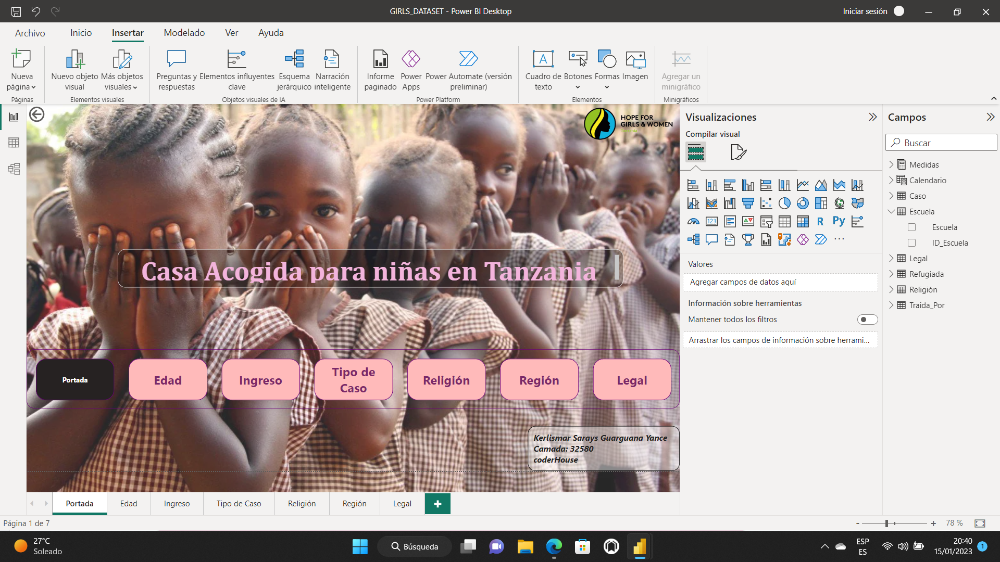 GIRLS_DATASET - Power BI Desktop
Iniciar sesión
Archivo
Inicio
Insertar
Modelado
Ver
Ayuda
Nueva
página
Páginas
Nuevo objeto
visual
Más objetos
visuales
Elementos visuales
Preguntas y
respuestas
Elementos influyentes
clave
Esquema
jerárquico
Narración
inteligente
Objetos visuales de IA
Informe
paginado
Power
Apps
Power Automate (versión
preliminar)
Power Platform
A
Cuadro de
texto
Botones
Formas
Imagen
Elementos
Agregar un
minigráfico
Minigráficos
HOPE FOR
GIRLS & WOMEN
Casa Acogida para niñas en Tanzania
Portada
Edad
Ingreso
Tipo de
Caso
Religión
Región
Legal
Kerlismar Sarays Guarguana Yance
Camada: 32580
coderHouse
Visualizaciones
Compilar visual
123
R
Py
Valores
Agregar campos de datos aquí
Información sobre herramientas
Mantener todos los filtros
Arrastrar los campos de información sobre herrami...
Campos
Buscar
Medidas
Calendario
Caso
Escuela
Escuela
ID_Escuela
Legal
Refugiada
Religión
Traida_Por
Portada
Edad
Ingreso
Tipo de Caso
Religión
Región
Legal
Página 1 de 7
- + 78 %
27°C
Soleado
Búsqueda
ESP
ES
20:40
15/01/2023
1